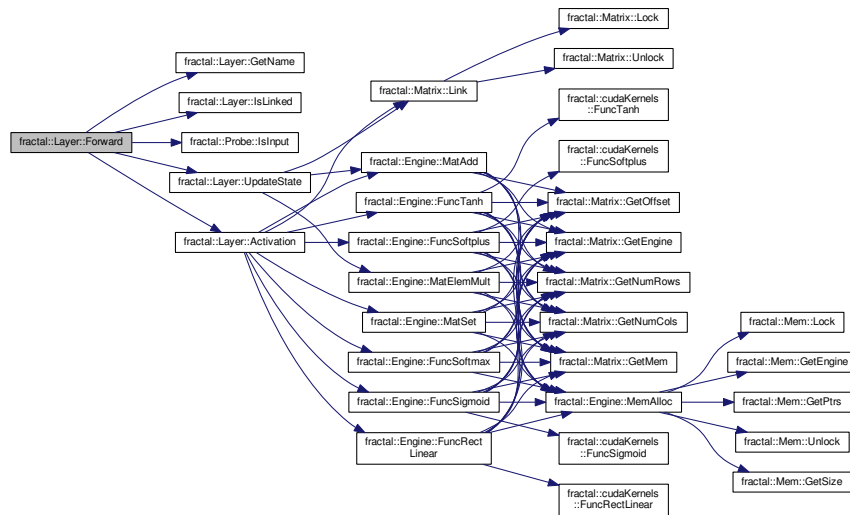 fractal::Layer::Forward
fractal::Layer::GetName
fractal::Layer::IsLinked
fractal::Probe::IsInput
fractal::Layer::UpdateState
fractal::Layer::Activation
fractal::Matrix::Link
fractal::Engine::MatAdd
fractal::Engine::FuncTanh
fractal::Engine::FuncSoftplus
fractal::Engine::MatElemMult
fractal::Engine::MatSet
fractal::Engine::FuncSoftmax
fractal::Engine::FuncSigmoid
fractal::Engine::FuncRect
Linear
fractal::Matrix::Lock
fractal::Matrix::Unlock
fractal::cudaKernels
::FuncTanh
fractal::cudaKernels
::FuncSoftplus
fractal::Matrix::GetOffset
fractal::Matrix::GetEngine
fractal::Matrix::GetNumRows
fractal::Matrix::GetNumCols
fractal::Matrix::GetMem
fractal::Engine::MemAlloc
fractal::cudaKernels
::FuncSigmoid
fractal::cudaKernels
::FuncRectLinear
fractal::Mem::Lock
fractal::Mem::GetEngine
fractal::Mem::GetPtrs
fractal::Mem::Unlock
fractal::Mem::GetSize